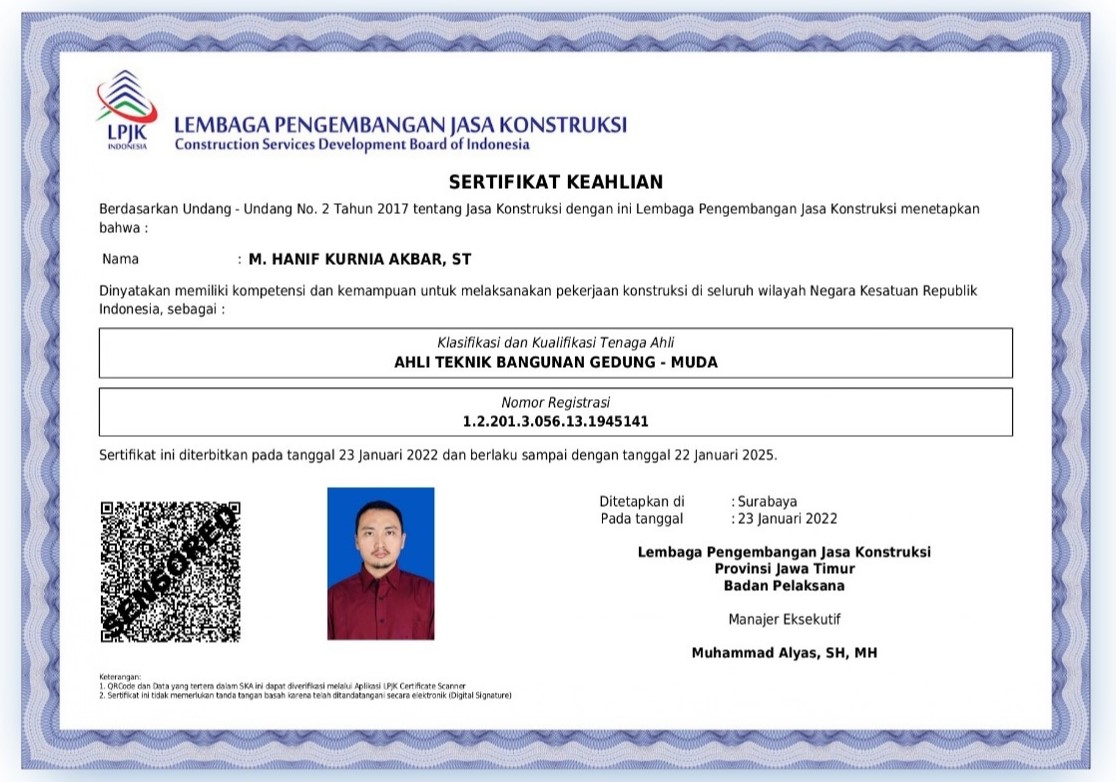 LPJK
INDONESIA
LEMBAGA PENGEMBANGAN JASA KONSTRUKSI
Construction Services Development Board of Indonesia
SERTIFIKAT KEAHLIAN
Berdasarkan Undang - Undang No. 2 Tahun 2017 tentang Jasa Konstruksi dengan ini Lembaga Pengembangan Jasa Konstruksi menetapkan
bahwa :
Nama : M. HANIF KURNIA AKBAR, ST
Dinyatakan memiliki kompetensi dan kemampuan untuk melaksanakan pekerjaan konstruksi di seluruh wilayah Negara Kesatuan Republik
Indonesia, sebagai :
Klasifikasi dan Kualifikasi Tenaga Ahli
AHLI TEKNIK BANGUNAN GEDUNG - MUDA
Nomor Registrasi
1.2.201.3.056.13.1945141
Sertifikat ini diterbitkan pada tanggal 23 Januari 2022 dan berlaku sampai dengan tanggal 22 Januari 2025.
SENSORED
Ditetapkan di : Surabaya
Pada tanggal : 23 Januari 2022
Lembaga Pengembangan Jasa Konstruksi
Provinsi Jawa Timur
Badan Pelaksana
Manajer Eksekutif
Muhammad Alyas, SH, MH
Keterangan:
1. QRCode dan Data yang tertera dalam SKA ini dapat diverifikasi melalui Aplikasi LPJK Certificate Scanner
2. Sertifikat ini tidak memerlukan tanda tangan basah karena telah ditandatangani secara elektronik (Digital Signature)